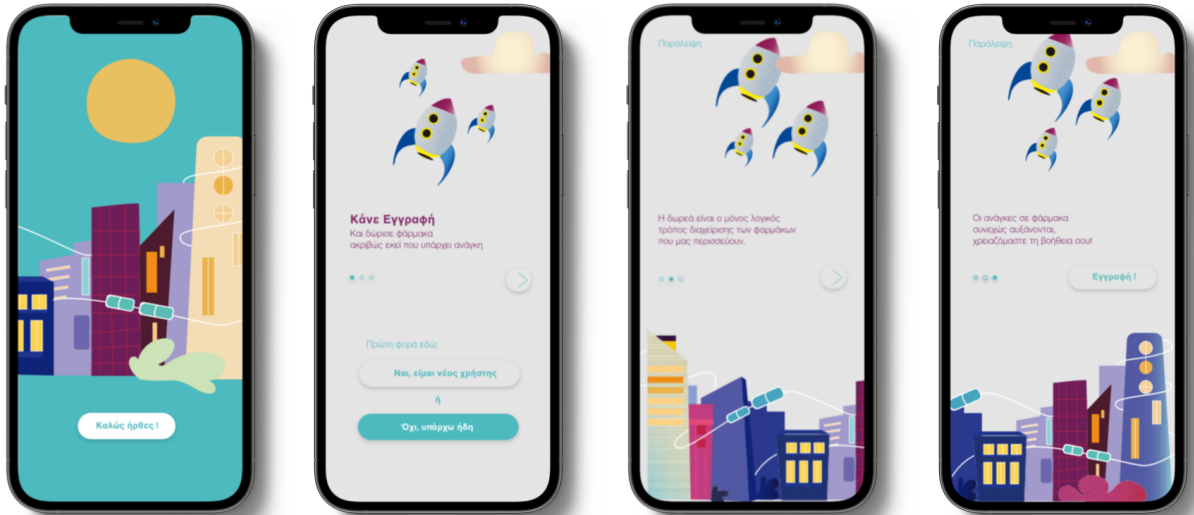 Καλώς ήρθες !
Κάνε Εγγραφή
Και δώρισε φάρμακα
ακριβώς εκεί που υπάρχει ανάγκη
Πρώτη φορά εδώ;
Ναι, είμαι νέος χρήστης
ή
Όχι, υπάρχω ήδη
Παράλειψη
Η δωρεά είναι ο μόνος λογικός
τρόπος διαχείρισης των φαρμάκων
που μας περισσεύουν.
Παράλειψη
Οι ανάγκες σε φάρμακα
συνεχώς αυξάνονται,
χρειαζόμαστε τη βοήθεια σου!
Εγγραφή !